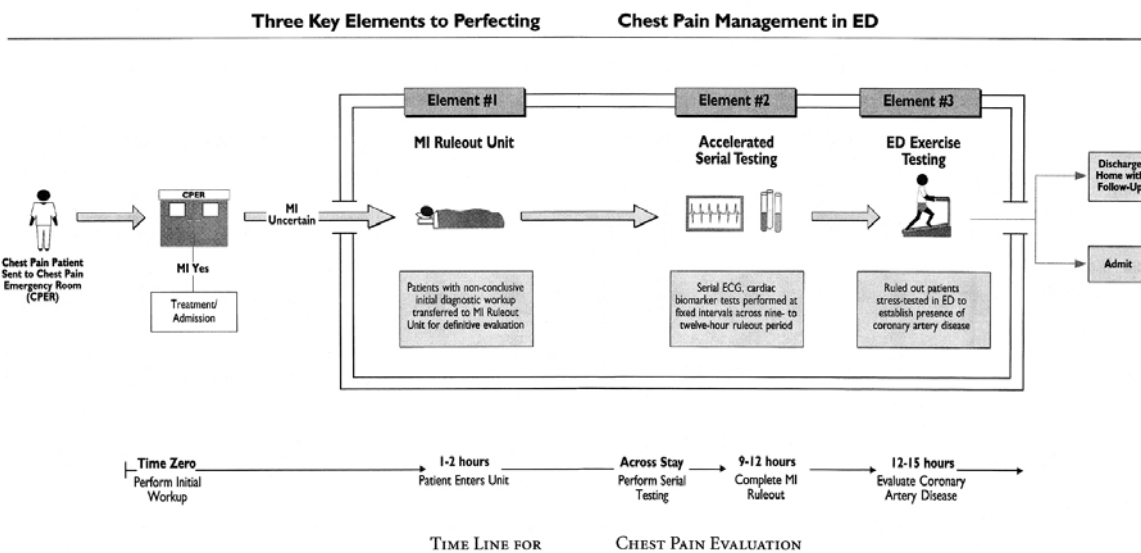 Three Key Elements to Perfecting Chest Pain Management in ED
Element #1
Element #2
Element #3
MI Ruleout Unit
Accelerated
Serial Testing
ED Exercise
Testing
CPER
MI
Uncertain
Discharge
Home with
Follow-Up
Chest Pain Patient
Sent to Chest Pain
Emergency Room
(CPER)
MI Yes
Treatment/
Admission
Patients with non-conclusive
initial diagnostic workup
transferred to MI Ruleout
Unit for definitive evaluation
Serial ECG, cardiac
biomarker tests performed at
fixed intervals across nine- to
twelve-hour ruleout period
Ruled out patients
stress-tested in ED to
establish presence of
coronary artery disease
Admit
Time Zero
Perform Initial
Workup
1-2 hours
Patient Enters Unit
Across Stay
Perform Serial
Testing
9-12 hours
Complete MI
Ruleout
12-15 hours
Evaluate Coronary
Artery Disease
TIME LINE FOR CHEST PAIN EVALUATION